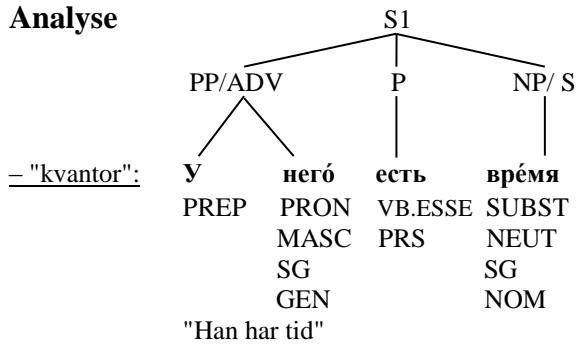 Analyse S1
PP/ADV P NP/ S
– "kvantor": У него́ есть вре́мя
PREP PRON VB.ESSE SUBST
MASC PRS NEUT
SG SG
GEN NOM
"Han har tid"